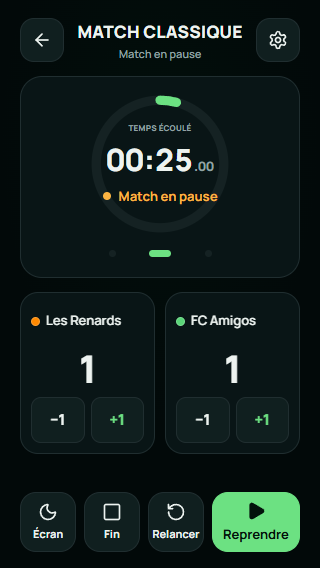 MATCH CLASSIQUE
Match en pause
TEMPS ÉCOULÉ
00:25.00
Match en pause
Les Renards
FC Amigos
1
1
−1
+1
−1
+1
Écran
Fin
Relancer
Reprendre